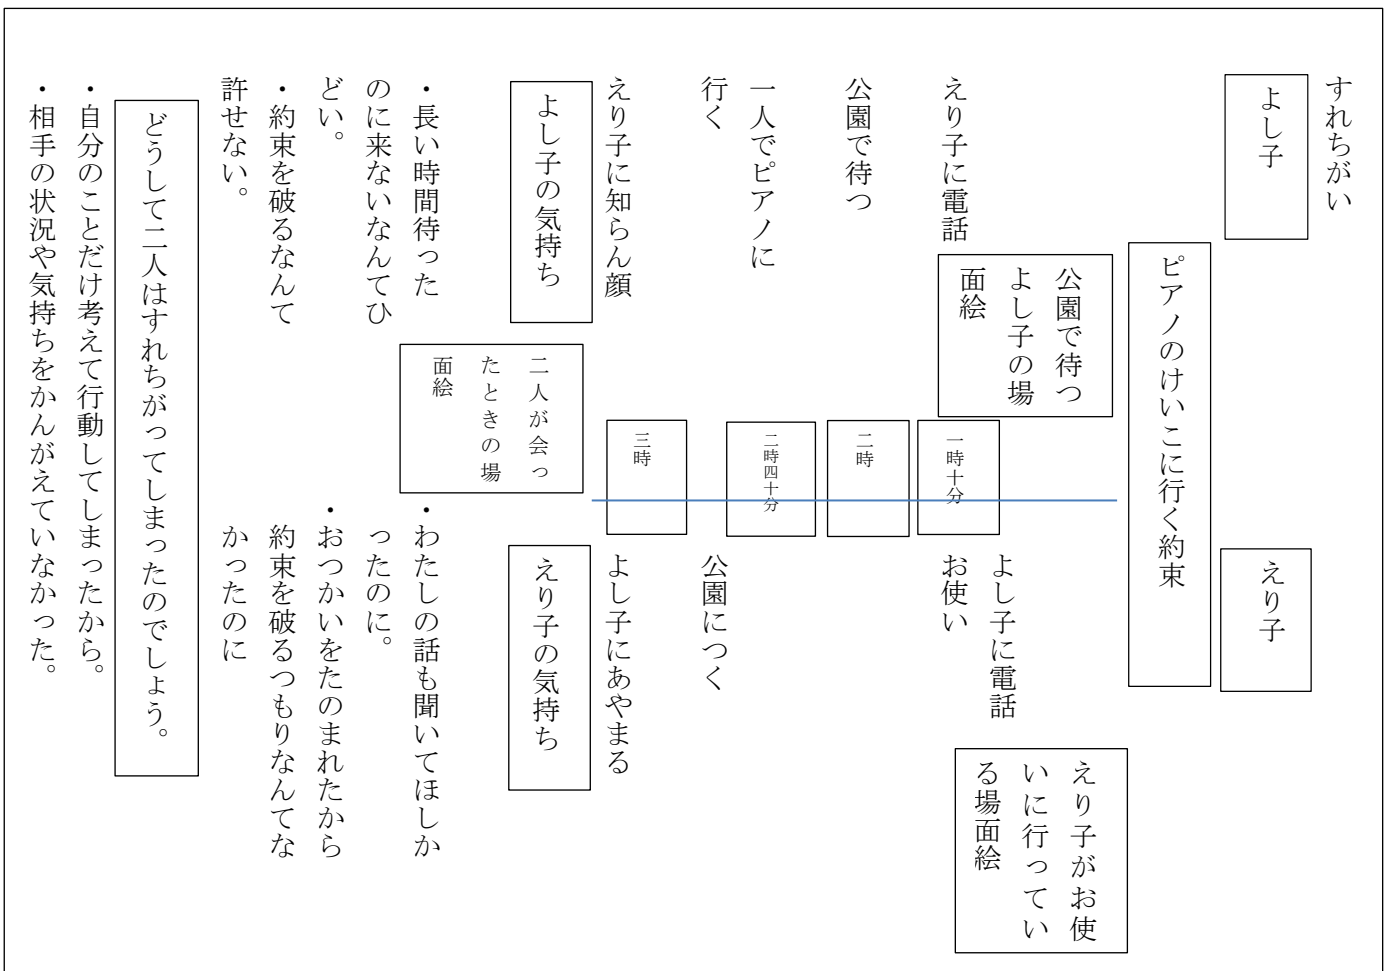 すれちがい
よし子
えり子
ピアノのけいこに行く約束
公園で待つ
よし子の場
面絵
えり子がお使
いに行ってい
る場面絵
えり子に電話
一時十分
よし子に電話
お使い
公園で待つ
二時
一人でピアノに
行く
二時四十分
公園につく
えり子に知らん顔
三時
よし子にあやまる
よし子の気持ち
二人が会っ
たときの場
面絵
えり子の気持ち
・長い時間待った
のに来ないなんてひ
どい。
・約束を破るなんて
許せない。
・わたしの話も聞いてほしか
ったのに。
・おつかいをたのまれたから
約束を破るつもりなんてな
かったのに
どうして二人はすれちがってしまったのでしょう。
・自分のことだけ考えて行動してしまったから。
・相手の状況や気持ちをかんがえていなかった。